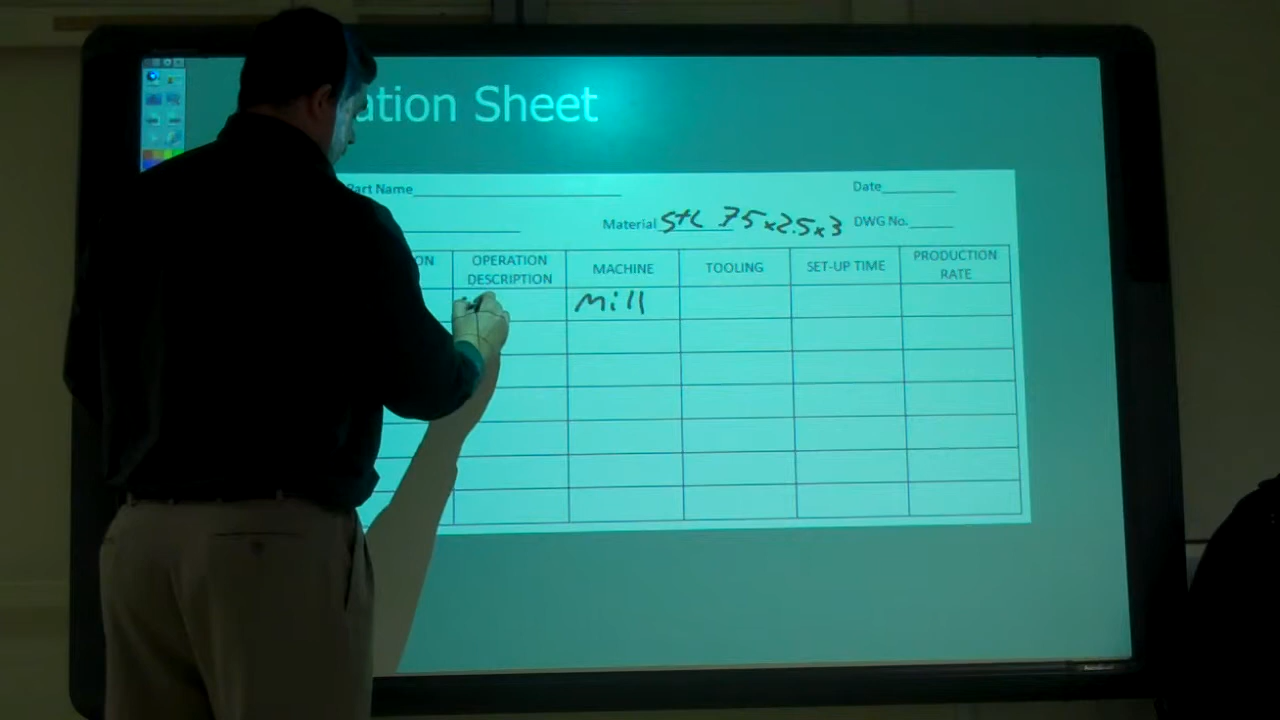 ation Sheet
Part Name Date
Material Stl 75x2.5x3 DWG No.
ON OPERATION DESCRIPTION MACHINE TOOLING SET-UP TIME PRODUCTION RATE
Mill